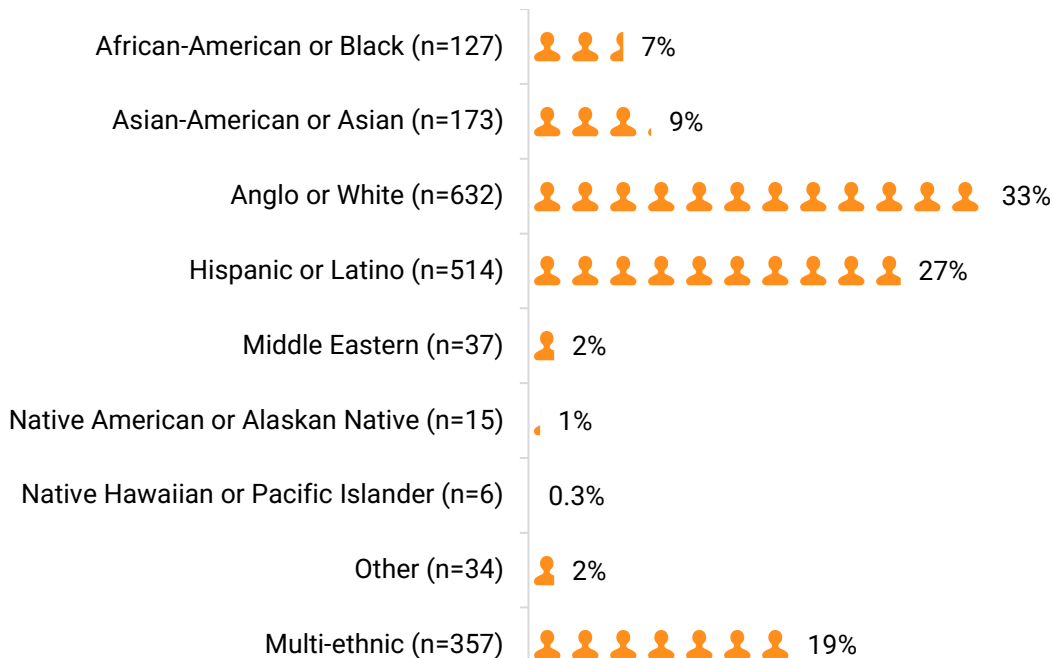 African-American or Black (n=127) 7%
Asian-American or Asian (n=173) 9%
Anglo or White (n=632) 33%
Hispanic or Latino (n=514) 27%
Middle Eastern (n=37) 2%
Native American or Alaskan Native (n=15) 1%
Native Hawaiian or Pacific Islander (n=6) 0.3%
Other (n=34) 2%
Multi-ethnic (n=357) 19%